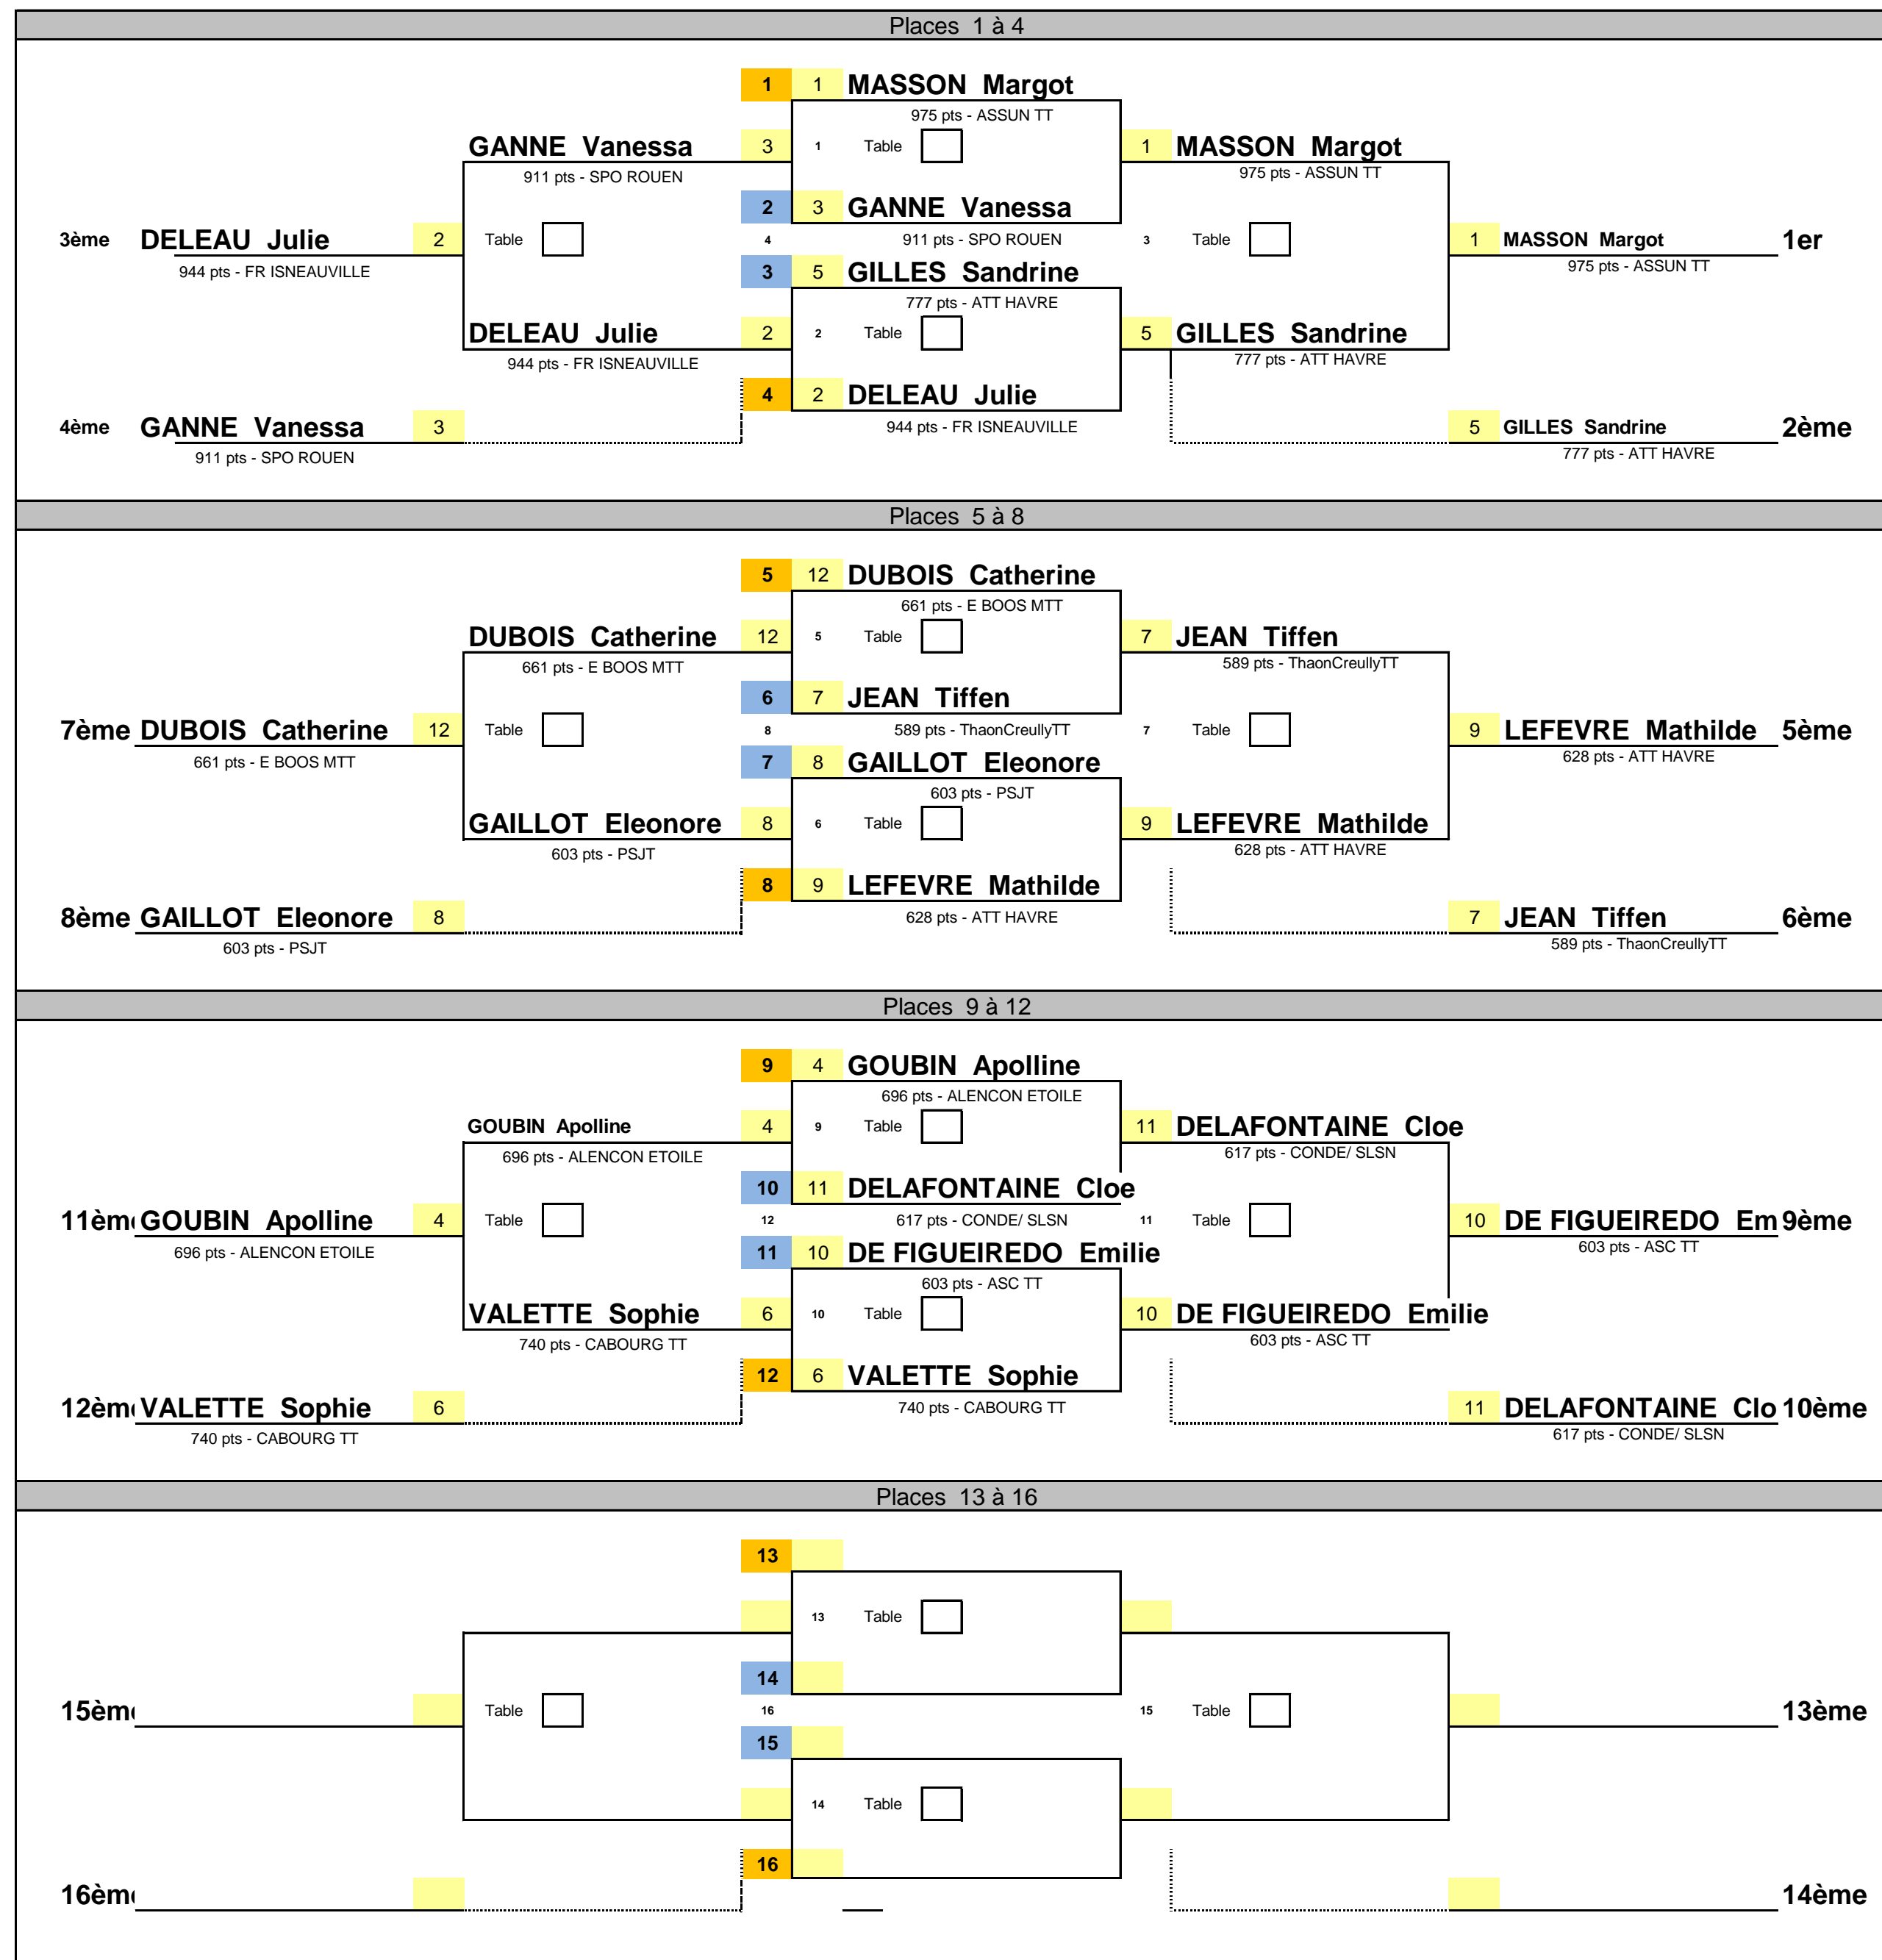 Places 1 à 4
1 1 MASSON Margot
975 pts - ASSUN TT
GANNE Vanessa 3 1 Table 1 MASSON Margot
911 pts - SPO ROUEN 975 pts - ASSUN TT
2 3 GANNE Vanessa
3ème DELEAU Julie 2 Table 4 911 pts - SPO ROUEN 3 Table 1 MASSON Margot 1er
944 pts - FR ISNEAUVILLE 3 5 GILLES Sandrine 975 pts - ASSUN TT
777 pts - ATT HAVRE
DELEAU Julie 2 2 Table 5 GILLES Sandrine
944 pts - FR ISNEAUVILLE 777 pts - ATT HAVRE
4 2 DELEAU Julie
4ème GANNE Vanessa 3 944 pts - FR ISNEAUVILLE 5 GILLES Sandrine 2ème
911 pts - SPO ROUEN 777 pts - ATT HAVRE
Places 5 à 8
5 12 DUBOIS Catherine
661 pts - E BOOS MTT
DUBOIS Catherine 12 5 Table 7 JEAN Tiffen
661 pts - E BOOS MTT 589 pts - ThaonCreullyTT
6 7 JEAN Tiffen
7ème DUBOIS Catherine 12 Table 8 589 pts - ThaonCreullyTT 7 Table 9 LEFEVRE Mathilde 5ème
661 pts - E BOOS MTT 7 8 GAILLOT Eleonore 628 pts - ATT HAVRE
603 pts - PSJT
GAILLOT Eleonore 8 6 Table 9 LEFEVRE Mathilde
603 pts - PSJT 628 pts - ATT HAVRE
8 9 LEFEVRE Mathilde
8ème GAILLOT Eleonore 8 628 pts - ATT HAVRE 7 JEAN Tiffen 6ème
603 pts - PSJT 589 pts - ThaonCreullyTT
Places 9 à 12
9 4 GOUBIN Apolline
696 pts - ALENCON ETOILE
GOUBIN Apolline 4 9 Table 11 DELAFONTAINE Cloe
696 pts - ALENCON ETOILE 617 pts - CONDE/ SLSN
10 11 DELAFONTAINE Cloe
11èm GOUBIN Apolline 4 Table 12 617 pts - CONDE/ SLSN 11 Table 10 DE FIGUEIREDO Em 9ème
696 pts - ALENCON ETOILE 11 10 DE FIGUEIREDO Emilie 603 pts - ASC TT
603 pts - ASC TT
VALETTE Sophie 6 10 Table 10 DE FIGUEIREDO Emilie
740 pts - CABOURG TT 603 pts - ASC TT
12 6 VALETTE Sophie
12èm VALETTE Sophie 6 740 pts - CABOURG TT 11 DELAFONTAINE Clo 10ème
740 pts - CABOURG TT 617 pts - CONDE/ SLSN
Places 13 à 16
13
13 Table
14
15èm Table 16 15 Table 13ème
15
14 Table
16
16èm 14ème